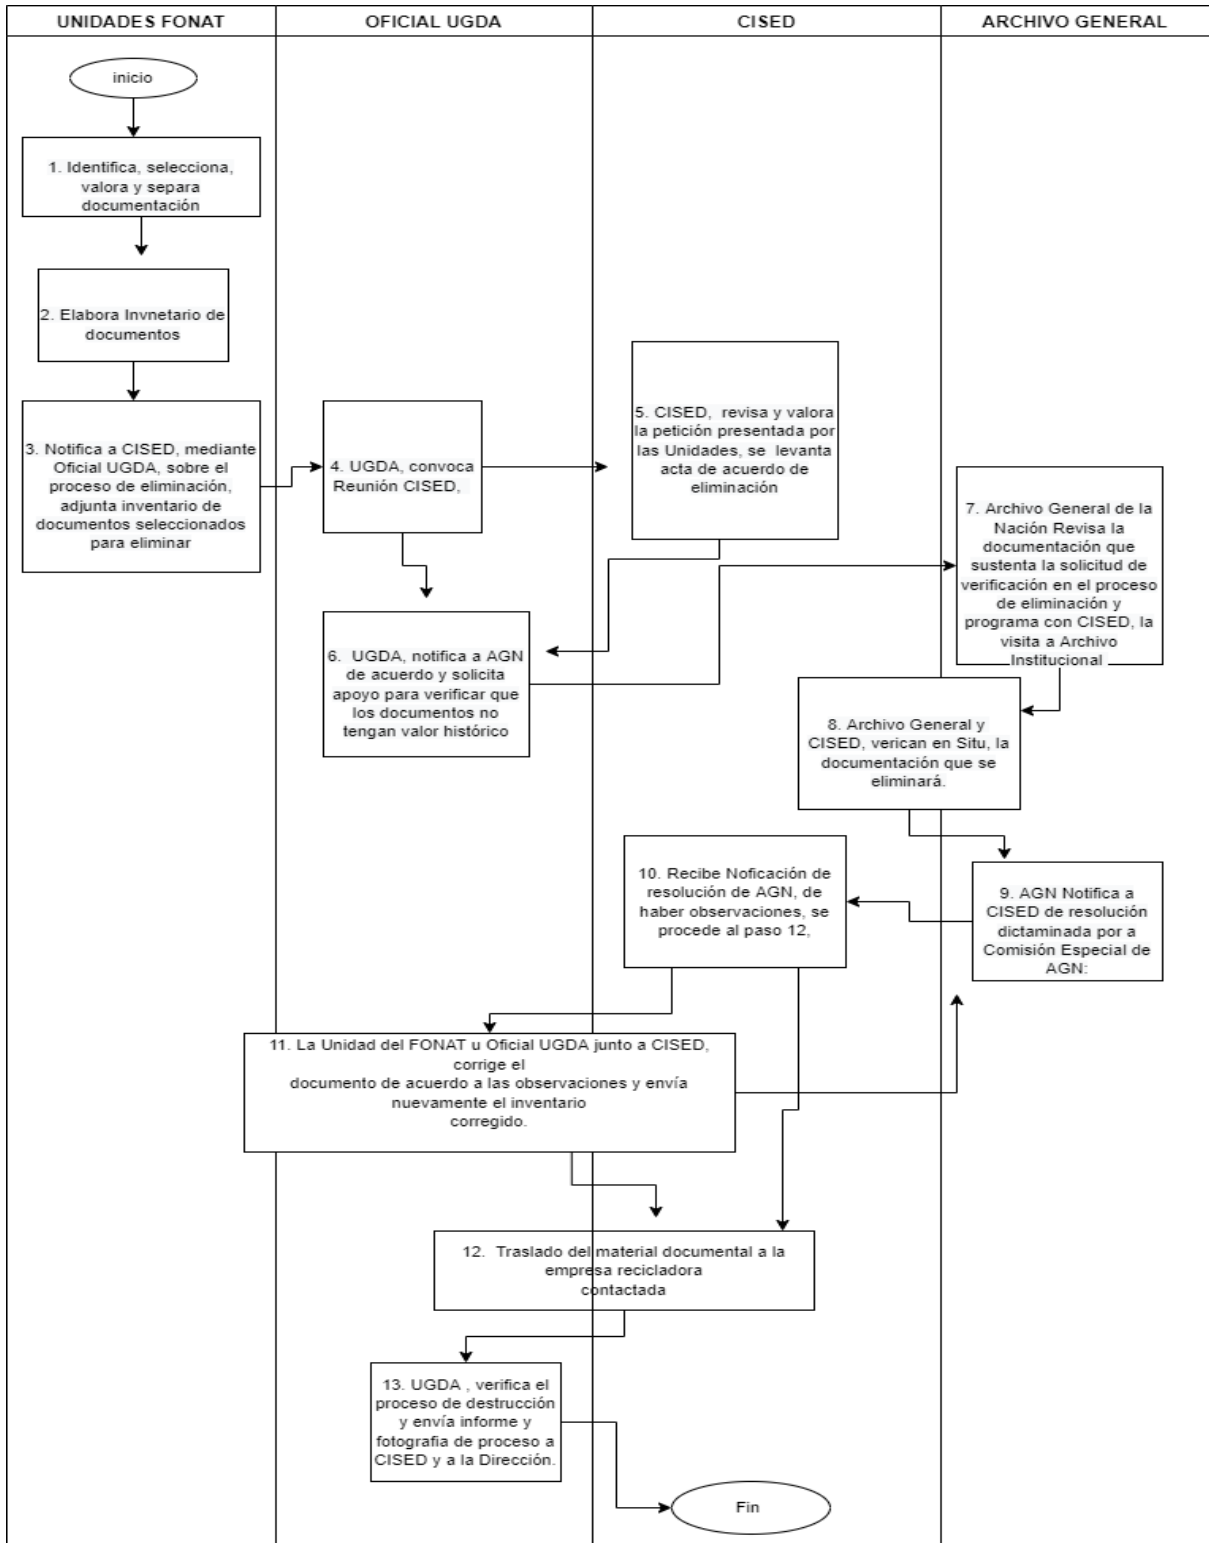 UNIDADES FONAT
OFICIAL UGDA
CISED
ARCHIVO GENERAL
inicio
1. Identifica, selecciona,
valora y separa
documentación
2. Elabora Invnetario de
documentos
3. Notifica a CISED, mediante
Oficial UGDA, sobre el
proceso de eliminación,
adjunta inventario de
documentos seleccionados
para eliminar
4. UGDA, convoca
Reunión CISED,
5. CISED, revisa y valora
la petición presentada por
las Unidades, se levanta
acta de acuerdo de
eliminación
6. UGDA, notifica a AGN
de acuerdo y solicita
apoyo para verificar que
los documentos no
tengan valor histórico
7. Archivo General de la
Nación Revisa la
documentación que
sustenta la solicitud de
verificación en el proceso
de eliminación y
programa con CISED, la
visita a Archivo
Institucional
8. Archivo General y
CISED, verican en Situ, la
documentación que se
eliminará.
9. AGN Notifica a
CISED de resolución
dictaminada por a
Comisión Especial de
AGN:
10. Recibe Noficación de
resolución de AGN, de
haber observaciones, se
procede al paso 12,
11. La Unidad del FONAT u Oficial UGDA junto a CISED,
corrige el
documento de acuerdo a las observaciones y envía
nuevamente el inventario
corregido.
12. Traslado del material documental a la
empresa recicladora
contactada
13. UGDA , verifica el
proceso de destrucción
y envía informe y
fotografia de proceso a
CISED y a la Dirección.
Fin